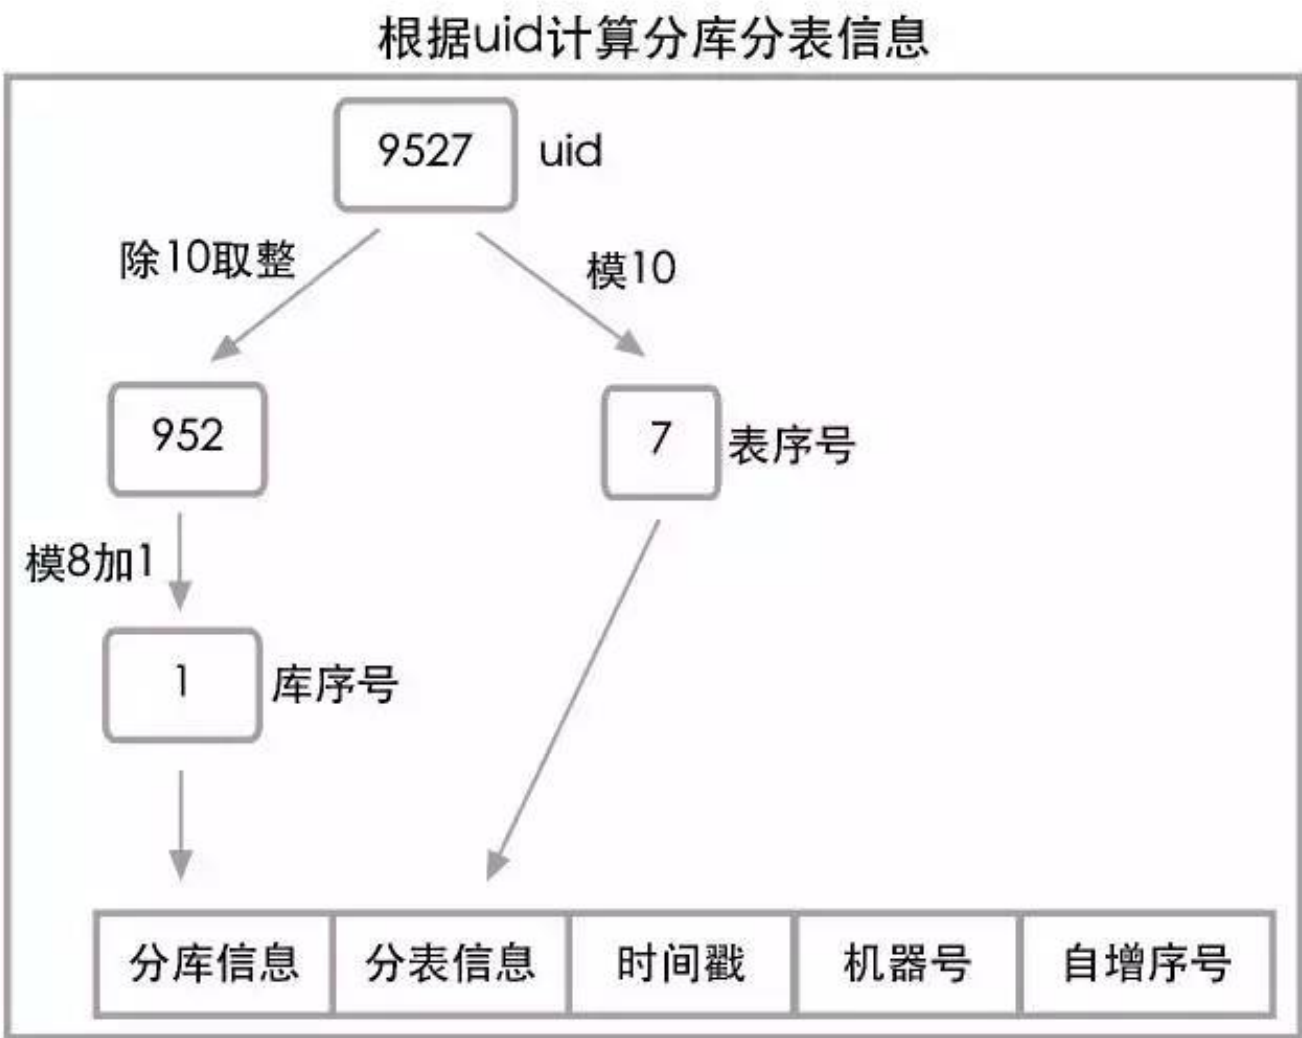 根据uid计算分库分表信息
9527 uid
除10取整
模10
952
7 表序号
模8加1
1 库序号
分库信息 分表信息 时间戳 机器号 自增序号